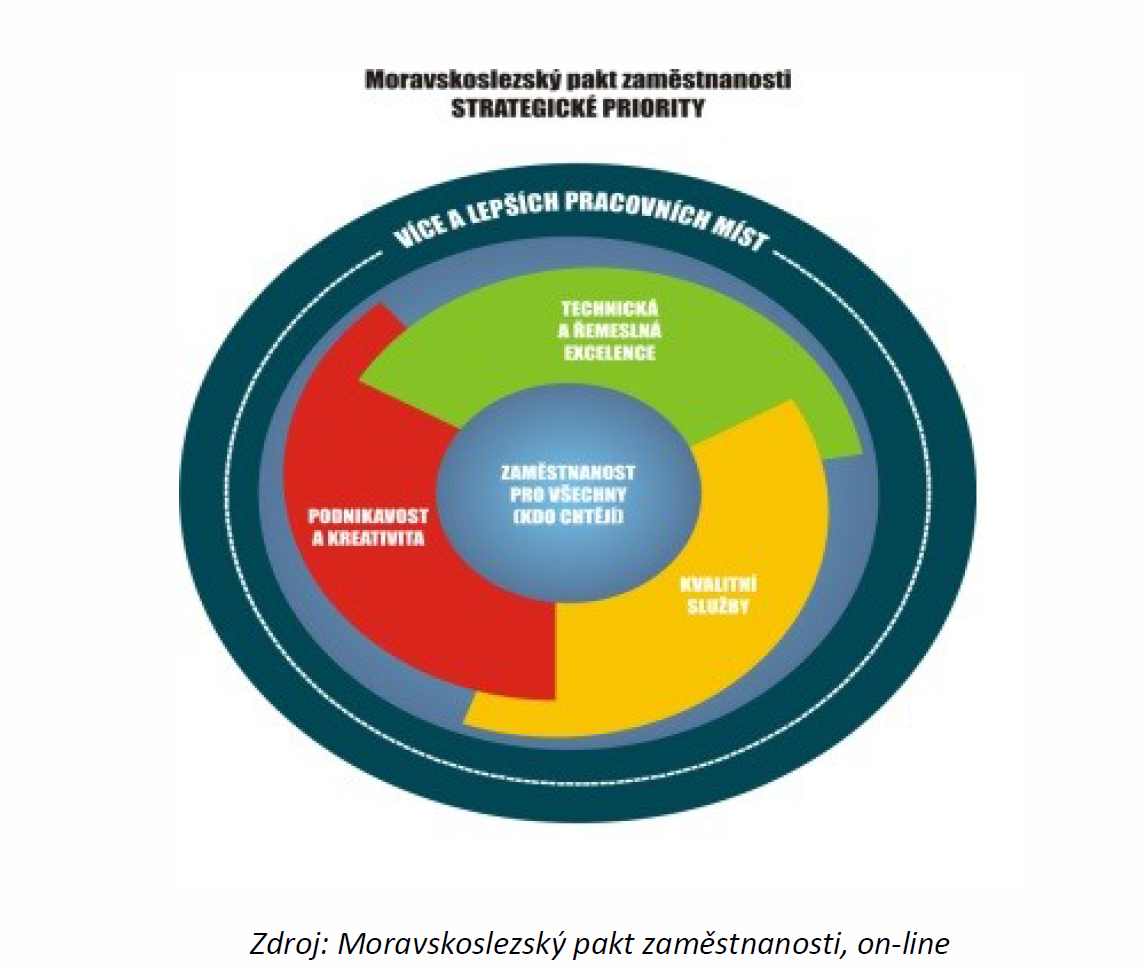 Moravskoslezský pakt zaměstnanosti
STRATEGICKÉ PRIORITY
VÍCE A LEPŠÍCH PRACOVNÍCH MÍST
TECHNICKÁ
A ŘEMESLNÁ
EXCELENCE
ZAMĚSTNANOST
PRO VŠECHNY
(KDO CHTĚJÍ)
PODNIKAVOST
A KREATIVITA
KVALITNÍ
SLUŽBY
Zdroj: Moravskoslezský pakt zaměstnanosti, on-line